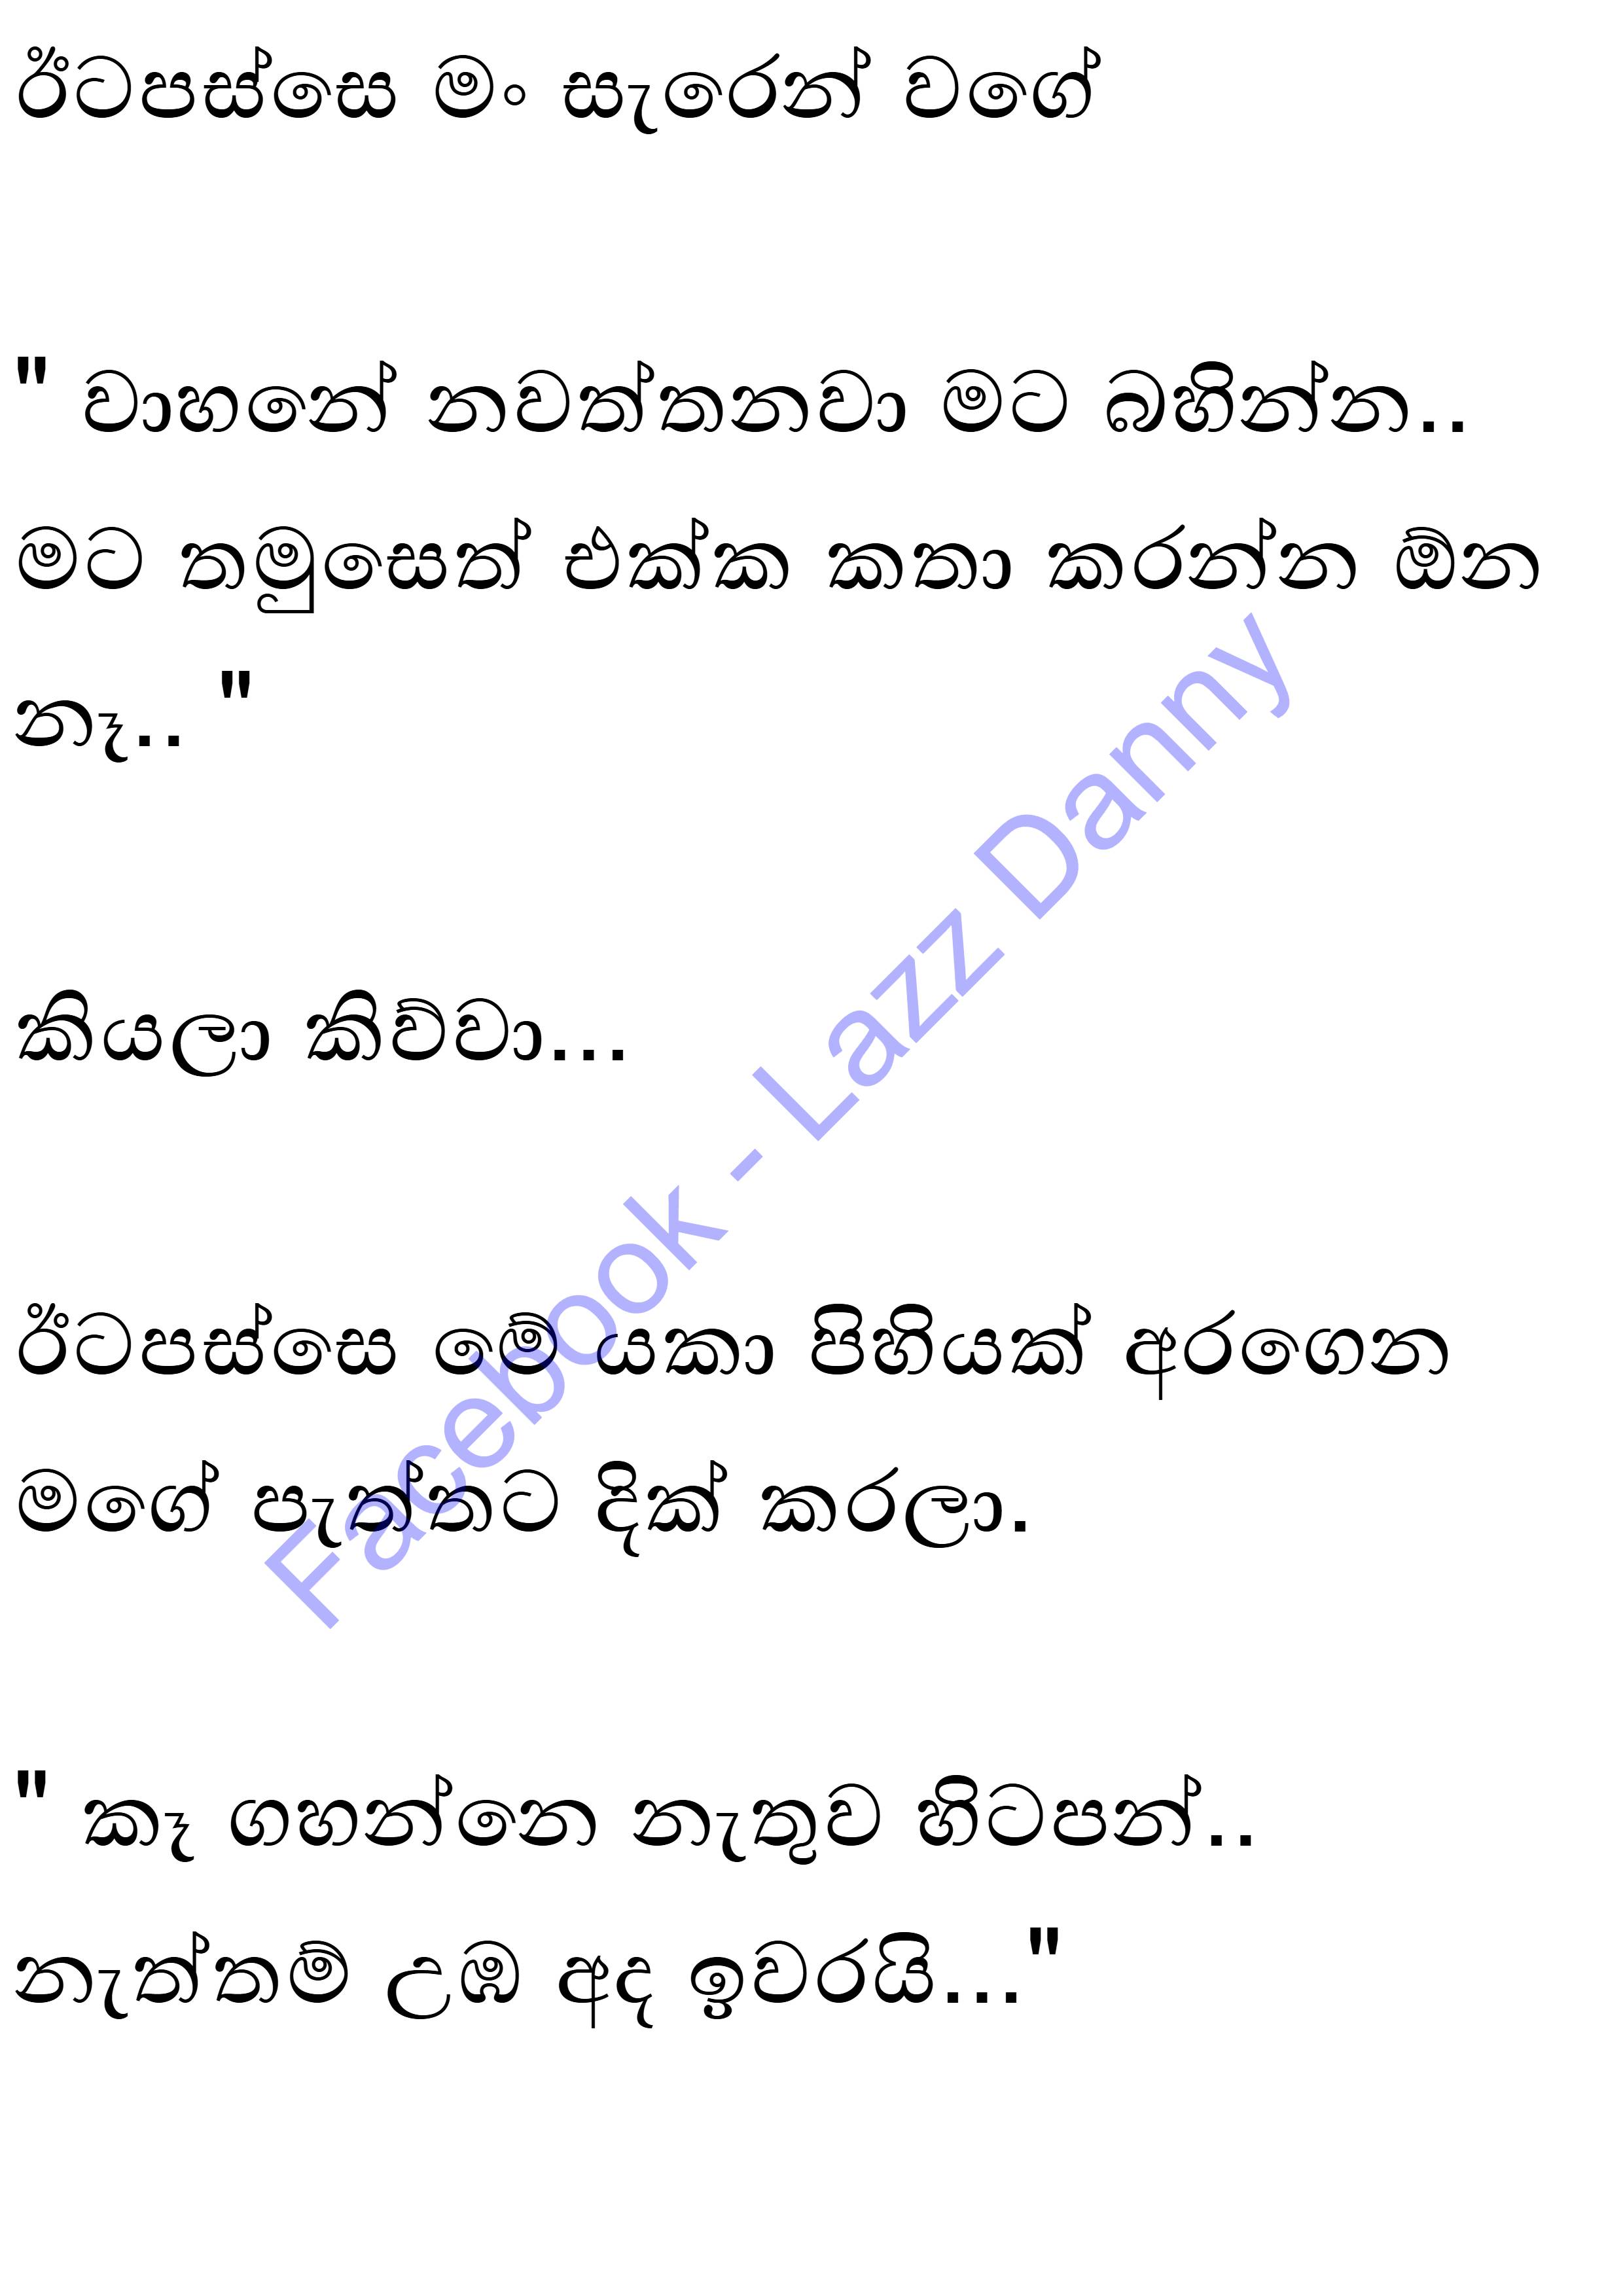 ඊටපස්සෙ මං සැරෙන් වගේ
" වාහනේ නවත්තනවා මට බහින්න..
මට තමුසෙත් එක්ක කතා කරන්න ඕන
නෑ.. "
කියලා කිව්වා...
ඊටපස්සෙ මේ යකා පිහියක් අරගෙන
මගේ පැත්තට දික් කරලා.
" කෑ ගහන්නෙ නැතුව හිටපන්..
නැත්තම් උඹ අද ඉවරයි..."
Facebook - Lazz Danny